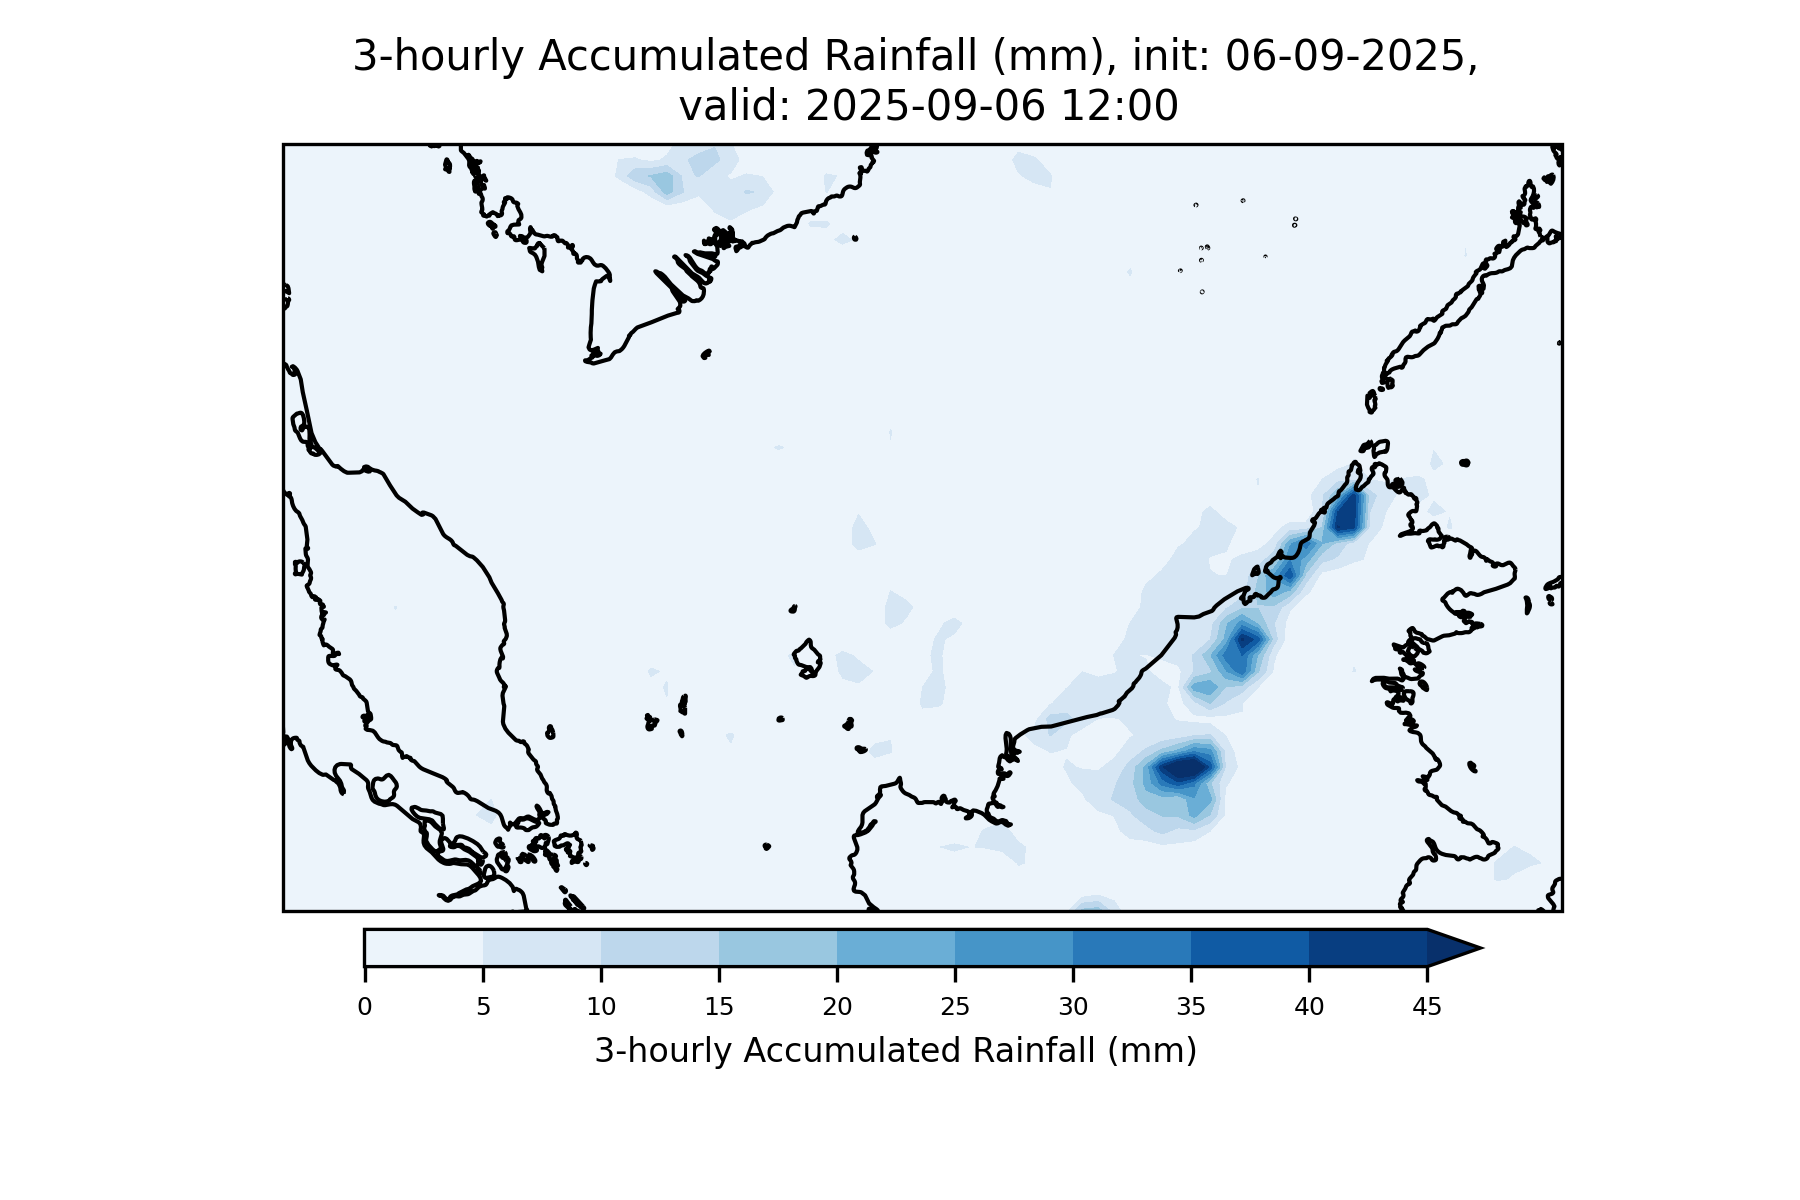 3-hourly Accumulated Rainfall (mm), init: 06-09-2025,
valid: 2025-09-06 12:00
0 5 10 15 20 25 30 35 40 45
3-hourly Accumulated Rainfall (mm)